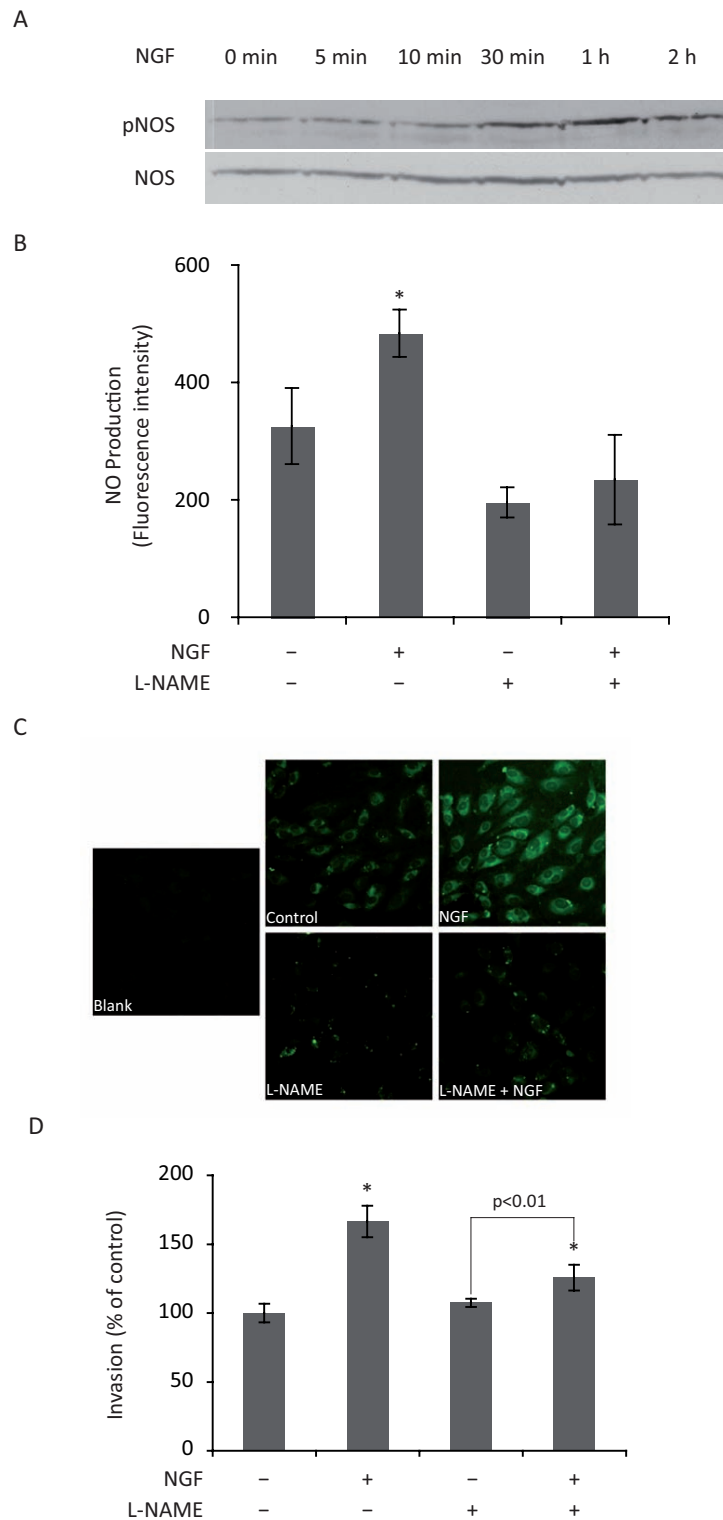 A
NGF 0 min 5 min 10 min 30 min 1 h 2 h
pNOS
NOS
B
NO Production
(Fluorescence intensity)
600
*
400
200
0
NGF – + – +
L-NAME – – + +
C
Control NGF
Blank
L-NAME L-NAME + NGF
D
Invasion (% of control)
200
*
p<0.01
150
*
100
50
0
NGF – + – +
L-NAME – – + +